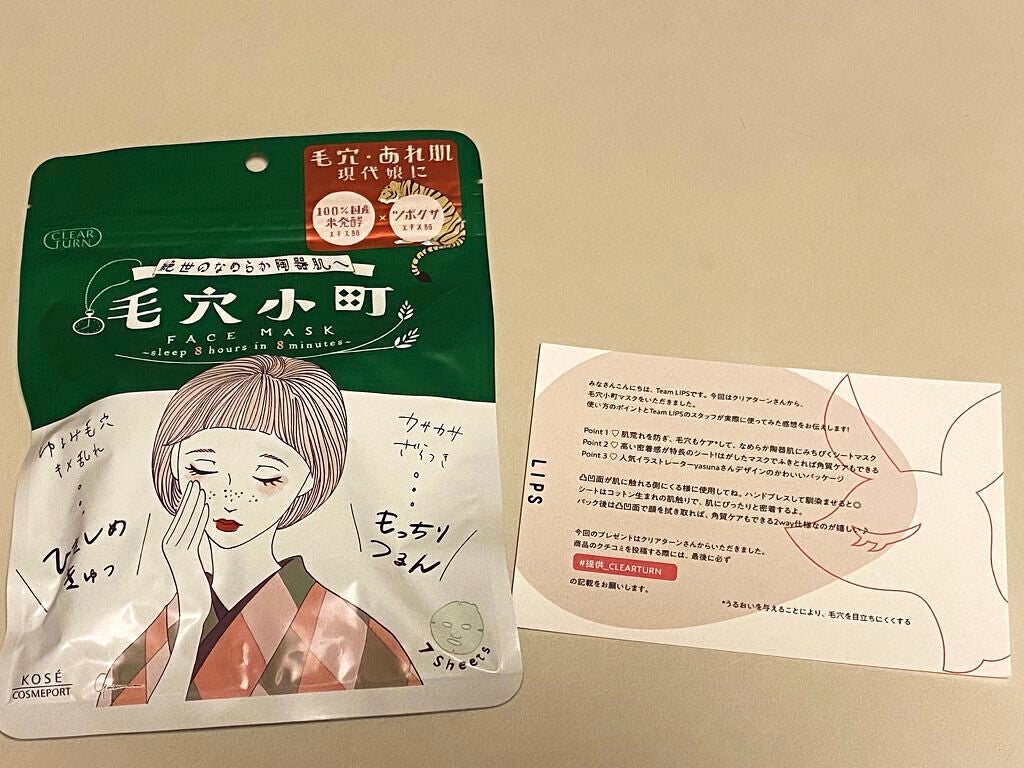 毛穴・あれ肌
現代娘に
100%国産
米発酵
エキス※6
×
ツボクサ
エキス※6
CLEAR
TURN
絶世のなめらか陶器肌へ
毛穴小町
FACE MASK
~sleep 8 hours in 8 minutes~
ゆるみ毛穴
キメ乱れ
ひきしめ
きゅっ
カサカサ
ざらつき
もっちり
つるん
7 Sheets
KOSÉ
COSMEPORT
LIPS
みなさんこんにちは、Team LIPSです。今回はクリアターンさんから、
毛穴小町マスクをいただきました。
使い方のポイントとTeam LIPSのスタッフが実際に使ってみた感想をお伝えします!
Point 1 ♡ 肌荒れを防ぎ、毛穴もケア*して、なめらか陶器肌にみちびくシートマスク
Point 2 ♡ 高い密着感が特長のシート!はがしたマスクでふきとれば角質ケアもできる
Point 3 ♡ 人気イラストレーターyasunaさんデザインのかわいいパッケージ
凸凹面が肌に触れる側にくる様に使用してね。ハンドプレスして馴染ませると◎
シートはコットン生まれの肌触りで、肌にぴったりと密着するよ。
パック後は凸凹面で顔を拭き取れば、角質ケアもできる2way仕様なのが嬉しい♪
今回のプレゼントはクリアターンさんからいただきました。
商品のクチコミを投稿する際には、最後に必ず
#提供_CLEARTURN
の記載をお願いします。
*うるおいを与えることにより、毛穴を目立ちにくくする